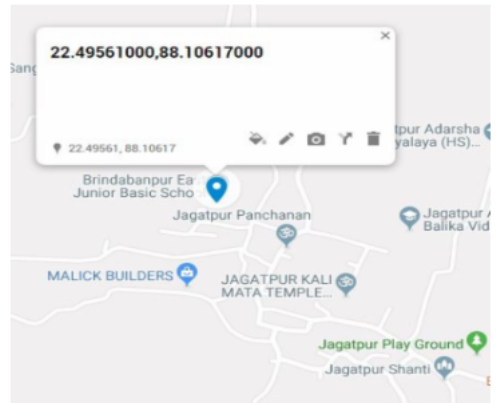 22.49561000,88.10617000
Sang
22.49561, 88.10617
tpur Adarsha
yalaya (HS)...
Brindabanpur Ea
Junior Basic Scho
Jagatpur Panchanan
Jagatpur
Balika Vid
MALICK BUILDERS
JAGATPUR KALI
MATA TEMPLE...
Jagatpur Play Ground
Jagatpur Shanti